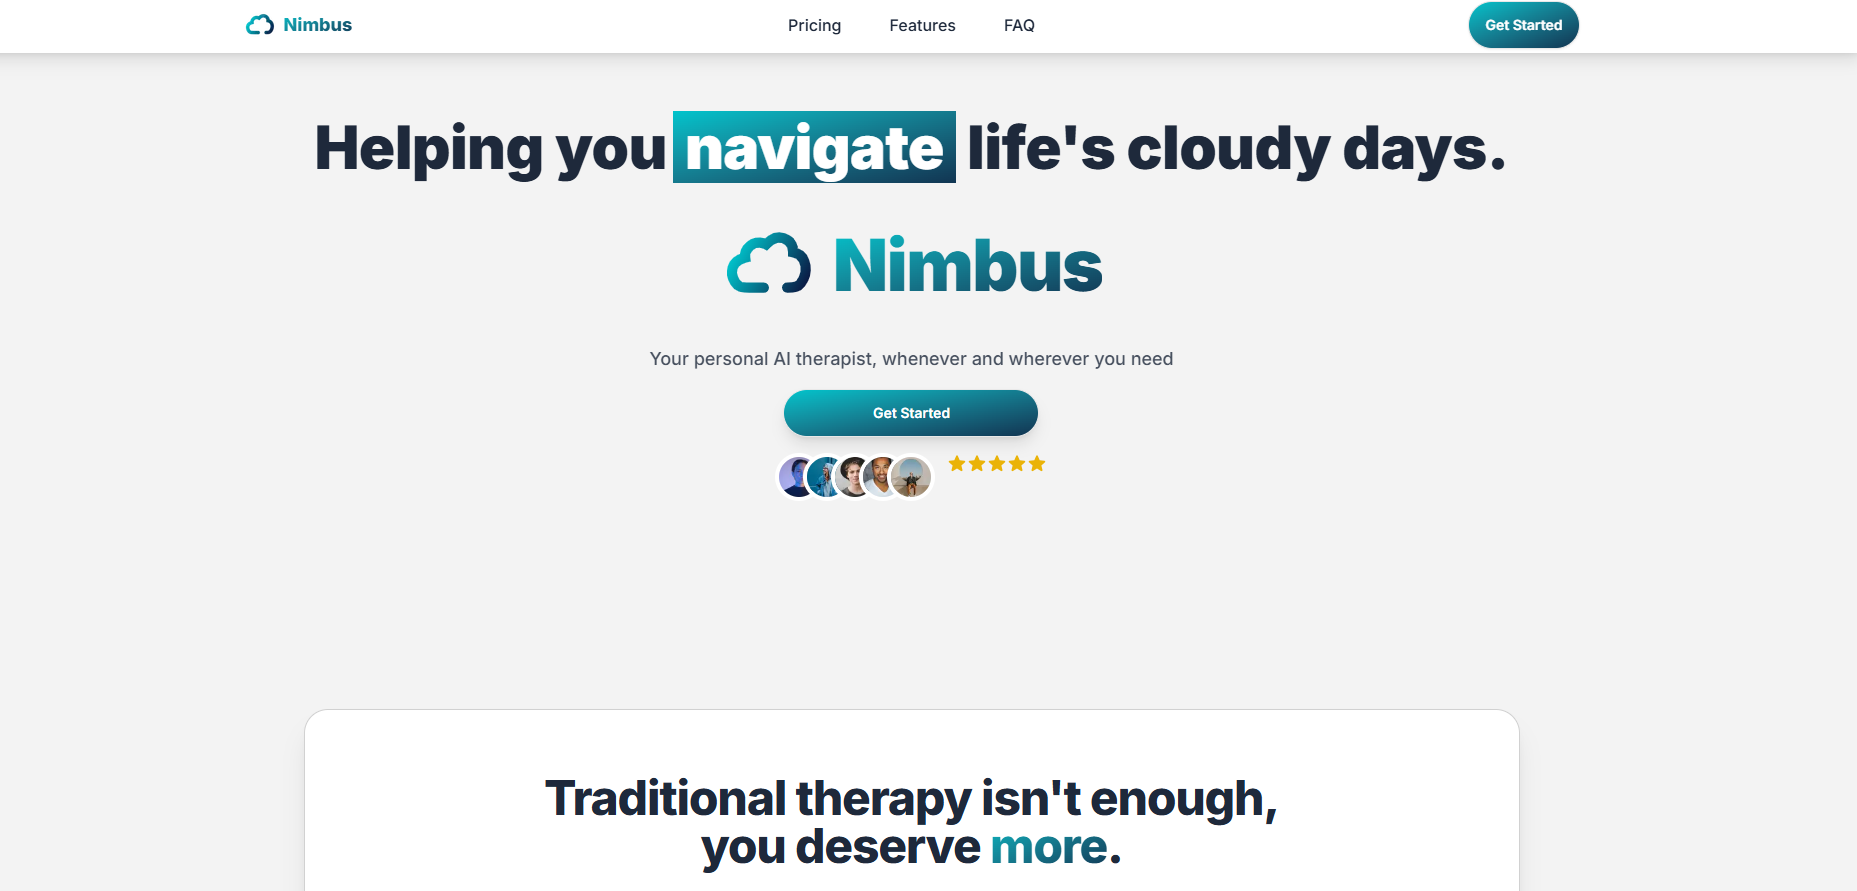 Nimbus
Pricing
Features
FAQ
Get Started
Helping you navigate life's cloudy days.
Nimbus
Your personal AI therapist, whenever and wherever you need
Get Started
Traditional therapy isn't enough,
you deserve more.